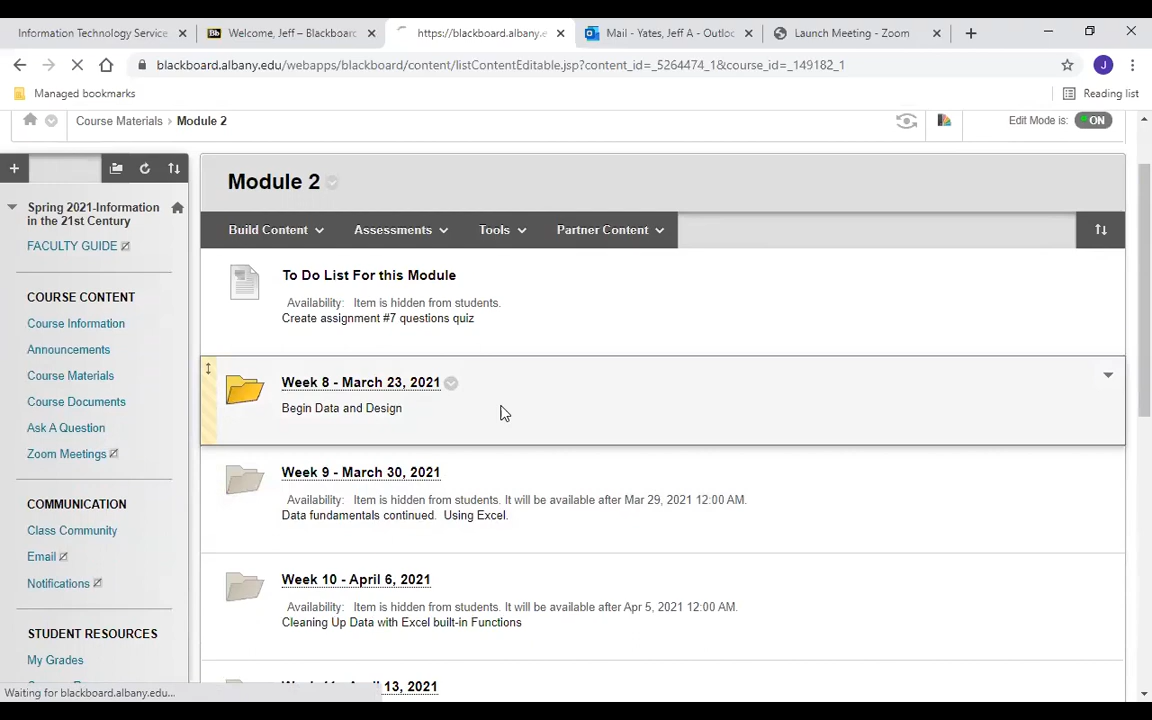 Information Technology Service
Welcome, Jeff – Blackboard
https://blackboard.albany.e
Mail - Yates, Jeff A - Outlo
Launch Meeting - Zoom
blackboard.albany.edu/webapps/blackboard/content/listContentEditable.jsp?content_id=_5264474_1&course_id=_149182_1
J
Managed bookmarks
Reading list
Course Materials > Module 2
Edit Mode is: ON
Module 2
Spring 2021-Information in the 21st Century
FACULTY GUIDE
COURSE CONTENT
Course Information
Announcements
Course Materials
Course Documents
Ask A Question
Zoom Meetings
COMMUNICATION
Class Community
Email
Notifications
STUDENT RESOURCES
My Grades
Build Content
Assessments
Tools
Partner Content
To Do List For this Module
Availability: Item is hidden from students.
Create assignment #7 questions quiz
Week 8 - March 23, 2021
Begin Data and Design
Week 9 - March 30, 2021
Availability: Item is hidden from students. It will be available after Mar 29, 2021 12:00 AM.
Data fundamentals continued. Using Excel.
Week 10 - April 6, 2021
Availability: Item is hidden from students. It will be available after Apr 5, 2021 12:00 AM.
Cleaning Up Data with Excel built-in Functions
13, 2021
Waiting for blackboard.albany.edu...